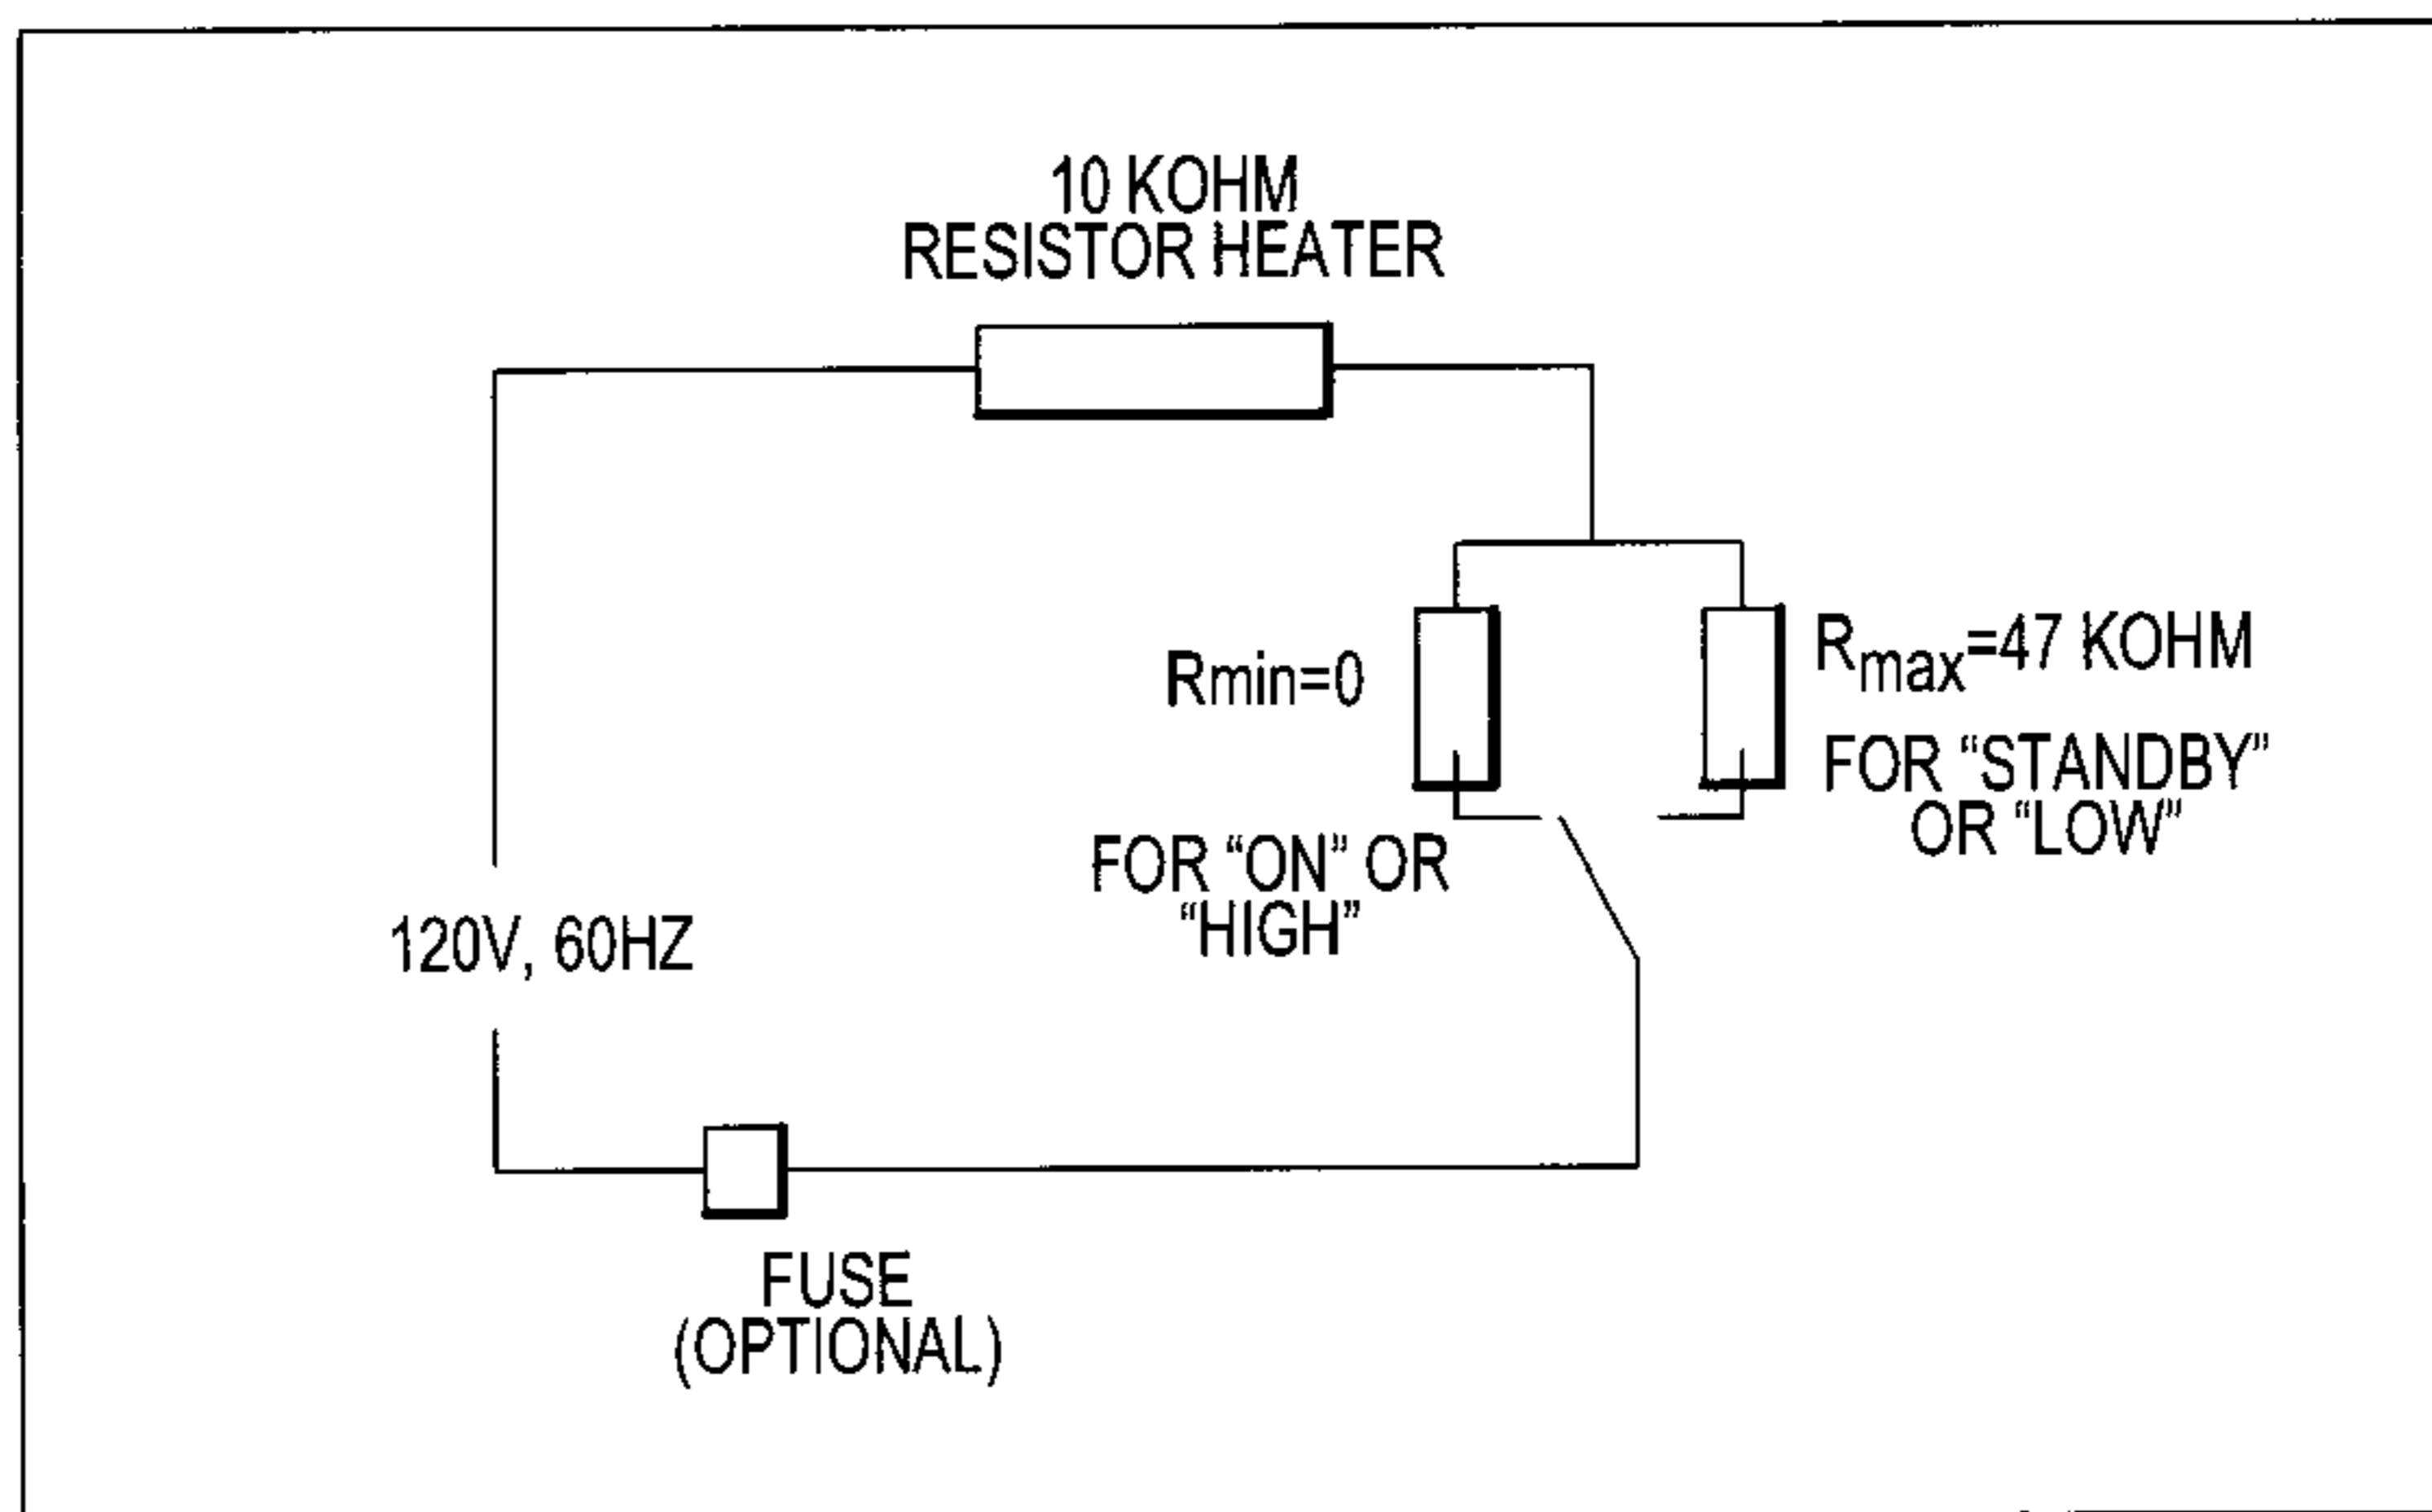 10 KOHM
RESISTOR HEATER
Rmin=0
Rmax=47 KOHM
FOR “STANDBY”
OR “LOW”
FOR “ON” OR
“HIGH”
120V, 60HZ
FUSE
(OPTIONAL)